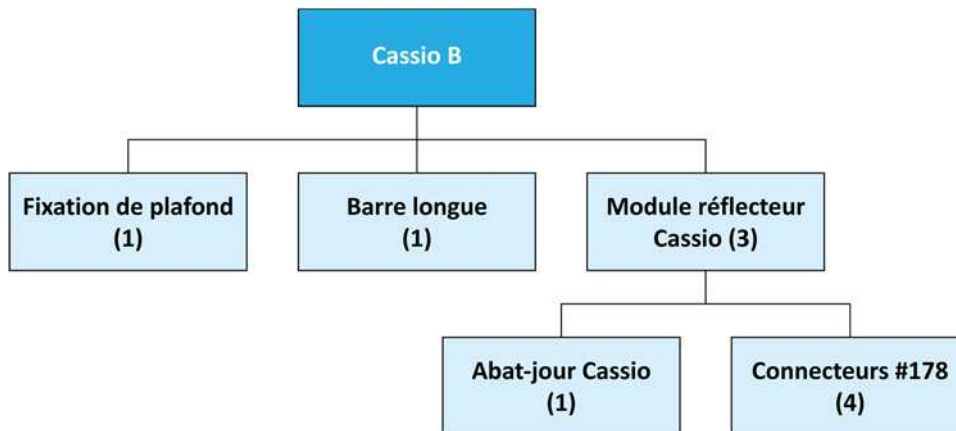 Cassio B
Fixation de plafond
(1)
Barre longue
(1)
Module réflecteur
Cassio (3)
Abat-jour Cassio
(1)
Connecteurs #178
(4)